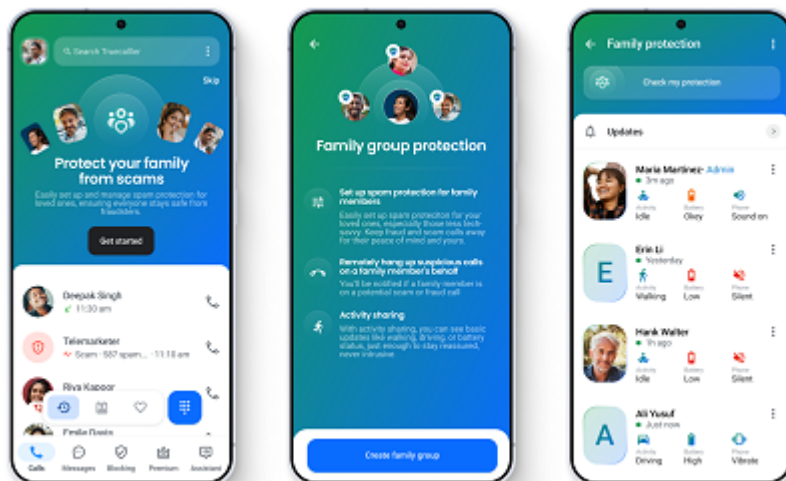 Search Truecaller
Skip
Protect your family
from scams
Easily set up and manage spam protection for
loved ones, ensuring everyone stays safe from
fraudsters.
Get started
Deepak Singh
11:30 am
Telemarketer
Scam · 587 spam... · 11:10 am
Riya Kapoor
Calls
Messages
Blocking
Premium
Assistant
Family group protection
Set up spam protection for family
members
Easily set up spam protection for your
loved ones, especially those less tech-
savvy. Keep fraud and scam calls away
for their peace of mind and yours.
Remotely hang up suspicious calls
on a family member's behalf
You'll be notified if a family member is
on a potential scam or fraud call.
Activity sharing
With activity sharing, you can see basic
updates like walking, driving, or battery
status, just enough to stay reassured,
never intrusive.
Create family group
Family protection
Check my protection
Updates
Maria Martinez· Admin
3m ago
Activity Battery Phone
Idle Okey Sound on
E
Erin Li
Yesterday
Activity Battery Phone
Walking Low Silent
Hank Walter
1h ago
Activity Battery Phone
Idle Low Silent
A
Ali Yusuf
Just now
Activity Battery Phone
Driving High Vibrate